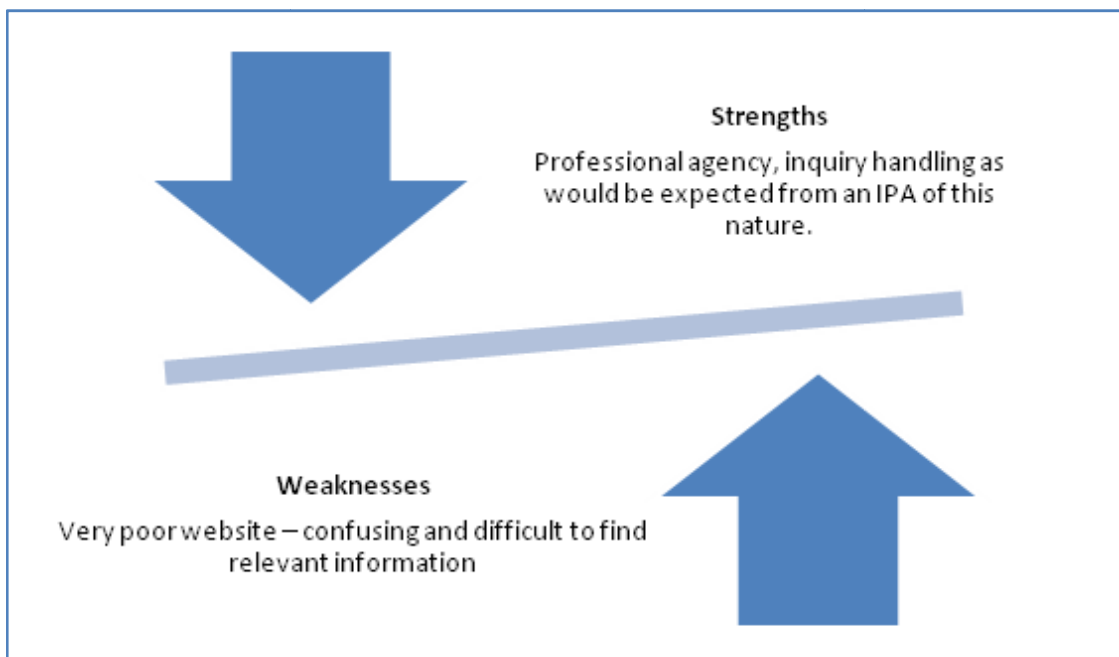 Strengths
Professional agency, inquiry handling as
would be expected from an IPA of this
nature.
Weaknesses
Very poor website – confusing and difficult to find
relevant information